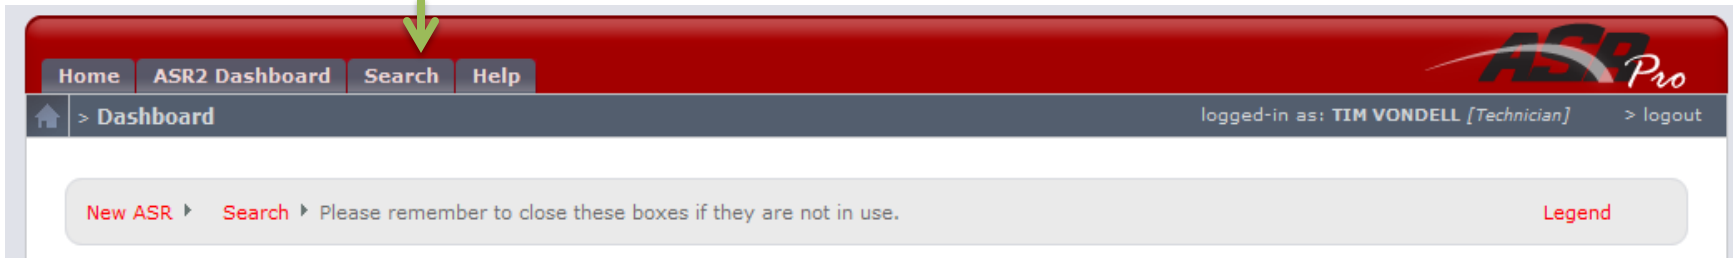 ASR Pro
Home ASR2 Dashboard Search Help
> Dashboard logged-in as: TIM VONDELL [Technician] > logout
New ASR Search Please remember to close these boxes if they are not in use. Legend